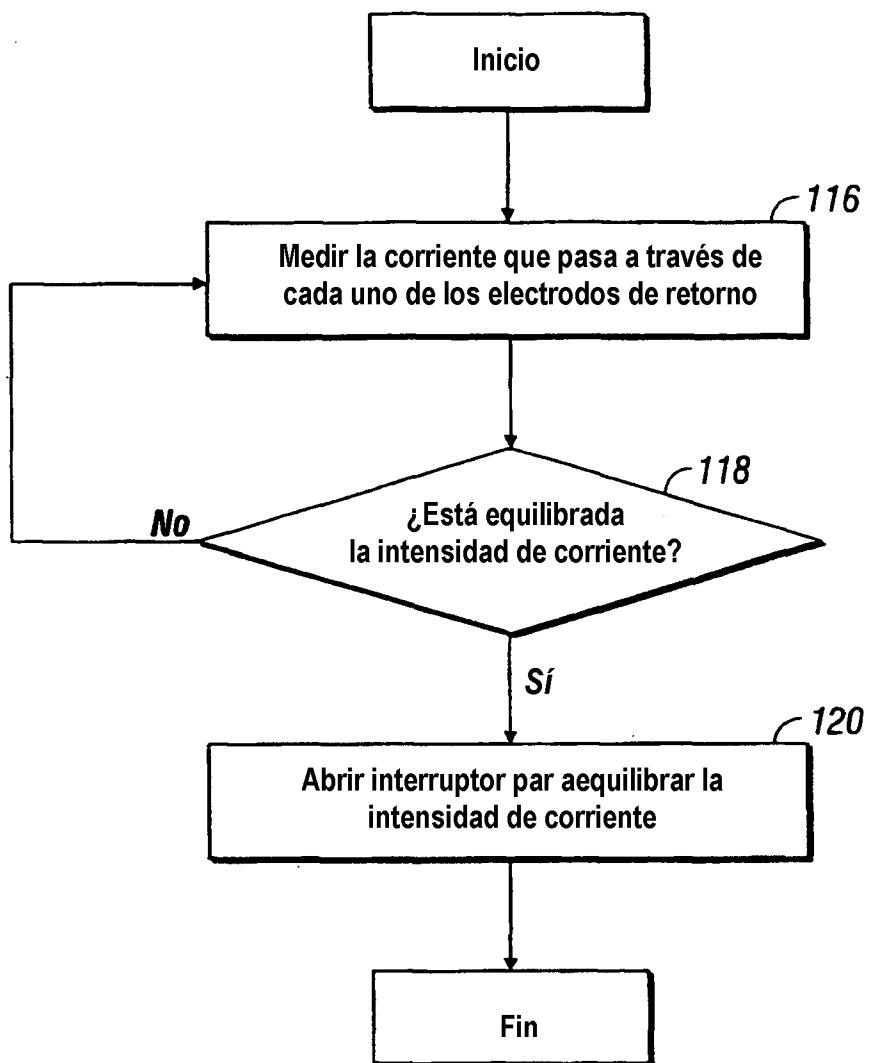 Inicio
116
Medir la corriente que pasa a través de
cada uno de los electrodos de retorno
118
¿Está equilibrada
la intensidad de corriente?
No
Sí
120
Abrir interruptor par aequilibrar la
intensidad de corriente
Fin